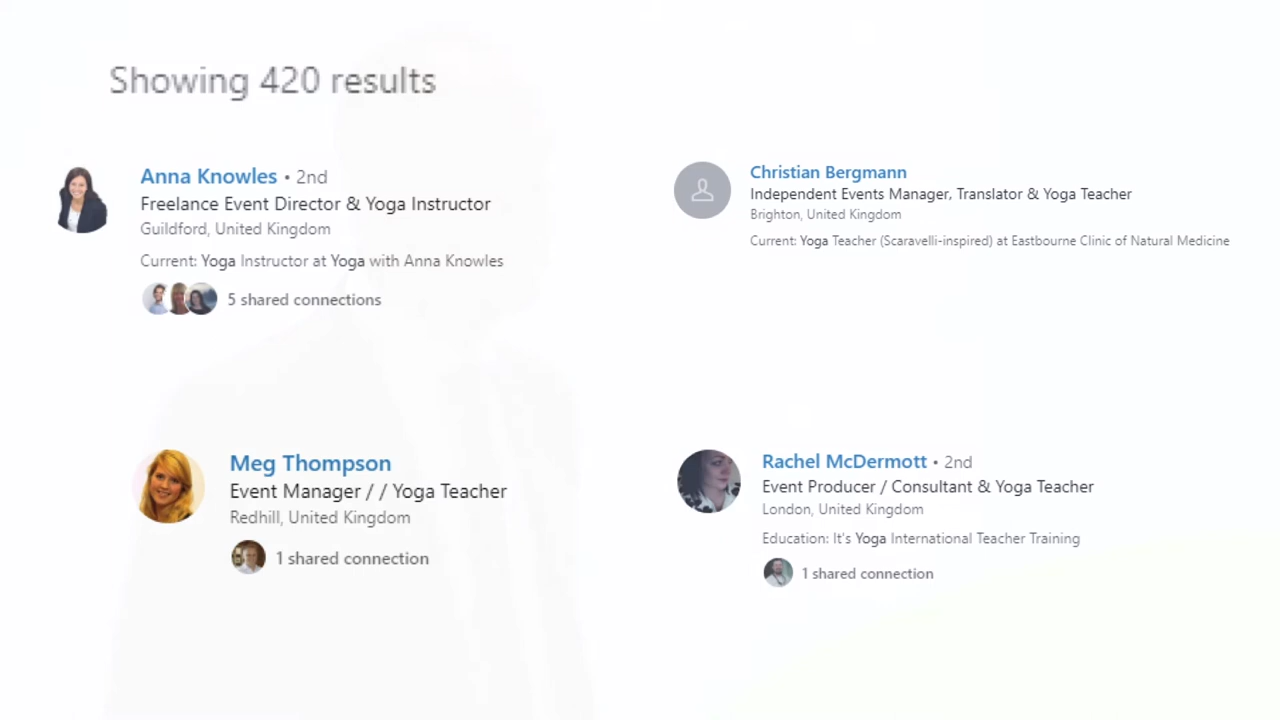 Showing 420 results
Anna Knowles • 2nd
Freelance Event Director & Yoga Instructor
Guildford, United Kingdom
Current: Yoga Instructor at Yoga with Anna Knowles
5 shared connections
Christian Bergmann
Independent Events Manager, Translator & Yoga Teacher
Brighton, United Kingdom
Current: Yoga Teacher (Scaravelli-inspired) at Eastbourne Clinic of Natural Medicine
Meg Thompson
Event Manager / / Yoga Teacher
Redhill, United Kingdom
1 shared connection
Rachel McDermott • 2nd
Event Producer / Consultant & Yoga Teacher
London, United Kingdom
Education: It's Yoga International Teacher Training
1 shared connection